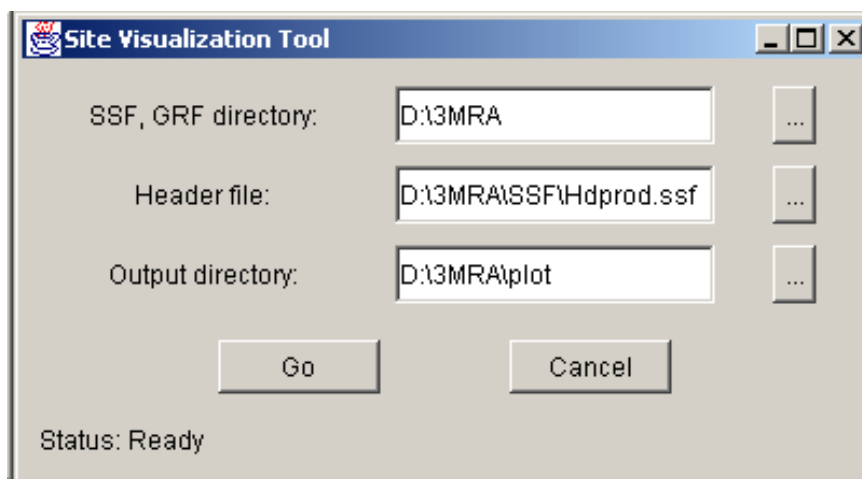 Site Visualization Tool
SSF, GRF directory: D:\3MRA ...
Header file: D:\3MRA\SSF\Hdprod.ssf ...
Output directory: D:\3MRA\plot ...
Go Cancel
Status: Ready